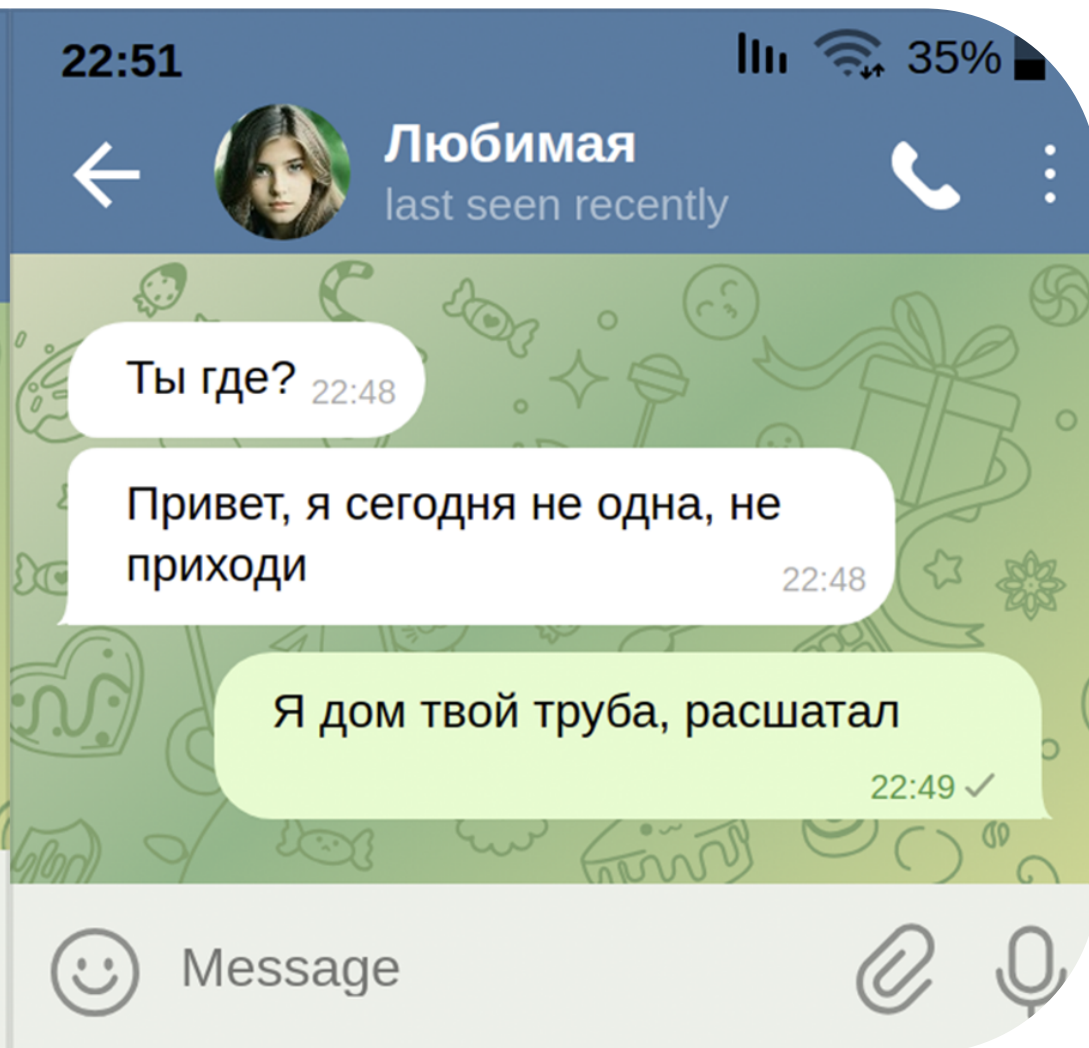 22:51 35%
Любимая
last seen recently
Ты где? 22:48
Привет, я сегодня не одна, не
приходи 22:48
Я дом твой труба, расшатал
22:49
Message